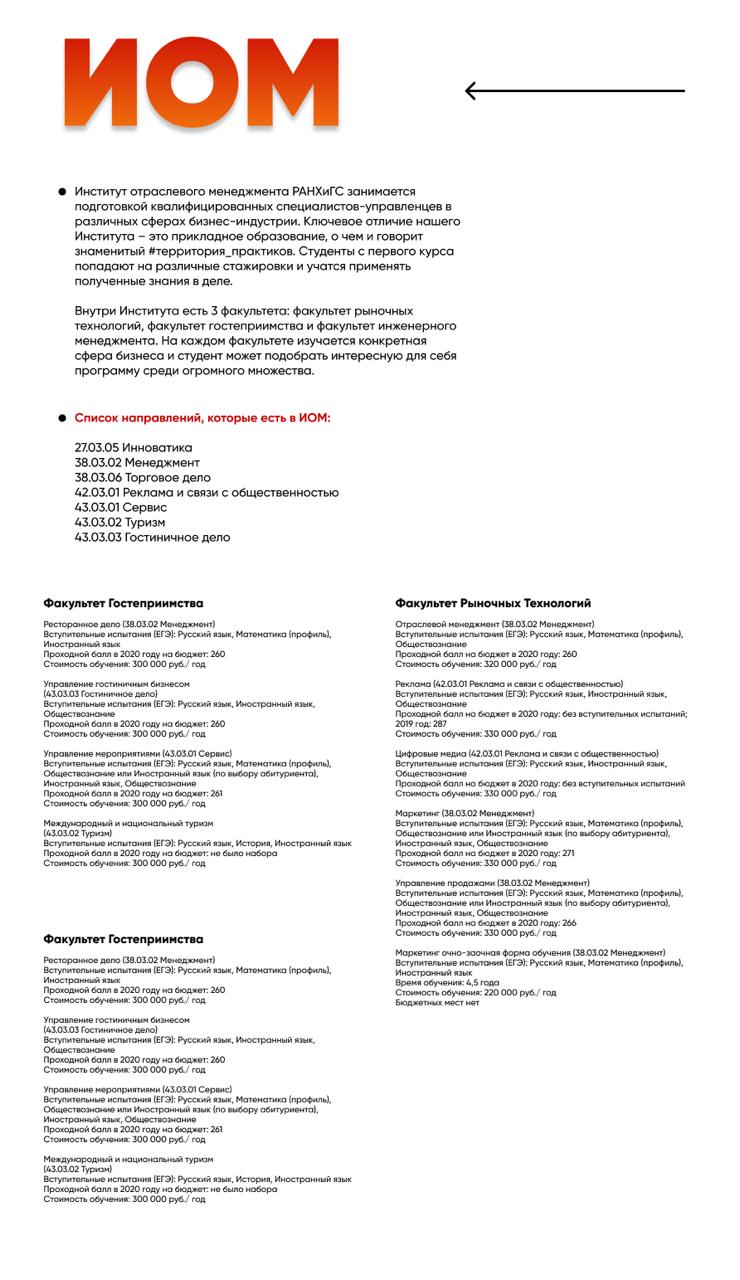 ИОМ
Институт отраслевого менеджмента РАНХиГС занимается
подготовкой квалифицированных специалистов-управленцев в
различных сферах бизнес-индустрии. Ключевое отличие нашего
Института – это прикладное образование, о чем и говорит
знаменитый #территория_практиков. Студенты с первого курса
попадают на различные стажировки и учатся применять
полученные знания в деле.
Внутри Института есть 3 факультета: факультет рыночных
технологий, факультет гостеприимства и факультет инженерного
менеджмента. На каждом факультете изучается конкретная
сфера бизнеса и студент может подобрать интересную для себя
программу среди огромного множества.
Список направлений, которые есть в ИОМ:
27.03.05 Инноватика
38.03.02 Менеджмент
38.03.06 Торговое дело
42.03.01 Реклама и связи с общественностью
43.03.01 Сервис
43.03.02 Туризм
43.03.03 Гостиничное дело
Факультет Гостеприимства
Ресторанное дело (38.03.02 Менеджмент)
Вступительные испытания (ЕГЭ): Русский язык, Математика (профиль),
Иностранный язык
Проходной балл в 2020 году на бюджет: 260
Стоимость обучения: 300 000 руб./ год
Управление гостиничным бизнесом
(43.03.03 Гостиничное дело)
Вступительные испытания (ЕГЭ): Русский язык, Иностранный язык,
Обществознание
Проходной балл в 2020 году на бюджет: 260
Стоимость обучения: 300 000 руб./ год
Управление мероприятиями (43.03.01 Сервис)
Вступительные испытания (ЕГЭ): Русский язык, Математика (профиль),
Обществознание или Иностранный язык (по выбору абитуриента),
Иностранный язык, Обществознание
Проходной балл в 2020 году на бюджет: 261
Стоимость обучения: 300 000 руб./ год
Международный и национальный туризм
(43.03.02 Туризм)
Вступительные испытания (ЕГЭ): Русский язык, История, Иностранный язык
Проходной балл в 2020 году на бюджет: не было набора
Стоимость обучения: 300 000 руб./ год
Факультет Гостеприимства
Ресторанное дело (38.03.02 Менеджмент)
Вступительные испытания (ЕГЭ): Русский язык, Математика (профиль),
Иностранный язык
Проходной балл в 2020 году на бюджет: 260
Стоимость обучения: 300 000 руб./ год
Управление гостиничным бизнесом
(43.03.03 Гостиничное дело)
Вступительные испытания (ЕГЭ): Русский язык, Иностранный язык,
Обществознание
Проходной балл в 2020 году на бюджет: 260
Стоимость обучения: 300 000 руб./ год
Управление мероприятиями (43.03.01 Сервис)
Вступительные испытания (ЕГЭ): Русский язык, Математика (профиль),
Обществознание или Иностранный язык (по выбору абитуриента),
Иностранный язык, Обществознание
Проходной балл в 2020 году на бюджет: 261
Стоимость обучения: 300 000 руб./ год
Международный и национальный туризм
(43.03.02 Туризм)
Вступительные испытания (ЕГЭ): Русский язык, История, Иностранный язык
Проходной балл в 2020 году на бюджет: не было набора
Стоимость обучения: 300 000 руб./ год
Факультет Рыночных Технологий
Отраслевой менеджмент (38.03.02 Менеджмент)
Вступительные испытания (ЕГЭ): Русский язык, Математика (профиль),
Обществознание
Проходной балл на бюджет в 2020 году: 260
Стоимость обучения: 320 000 руб./ год
Реклама (42.03.01 Реклама и связи с общественностью)
Вступительные испытания (ЕГЭ): Русский язык, Иностранный язык,
Обществознание
Проходной балл на бюджет в 2020 году: без вступительных испытаний;
2019 год: 287
Стоимость обучения: 330 000 руб./ год
Цифровые медиа (42.03.01 Реклама и связи с общественностью)
Вступительные испытания (ЕГЭ): Русский язык, Иностранный язык,
Обществознание
Проходной балл на бюджет в 2020 году: без вступительных испытаний
Стоимость обучения: 330 000 руб./ год
Маркетинг (38.03.02 Менеджмент)
Вступительные испытания (ЕГЭ): Русский язык, Математика (профиль),
Обществознание или Иностранный язык (по выбору абитуриента),
Иностранный язык, Обществознание
Проходной балл на бюджет в 2020 году: 271
Стоимость обучения: 330 000 руб./ год
Управление продажами (38.03.02 Менеджмент)
Вступительные испытания (ЕГЭ): Русский язык, Математика (профиль),
Обществознание или Иностранный язык (по выбору абитуриента),
Иностранный язык, Обществознание
Проходной балл на бюджет в 2020 году: 266
Стоимость обучения: 330 000 руб./ год
Маркетинг очно-заочная форма обучения (38.03.02 Менеджмент)
Вступительные испытания (ЕГЭ): Русский язык, Математика (профиль),
Иностранный язык
Время обучения: 4,5 года
Стоимость обучения: 220 000 руб./ год
Бюджетных мест нет